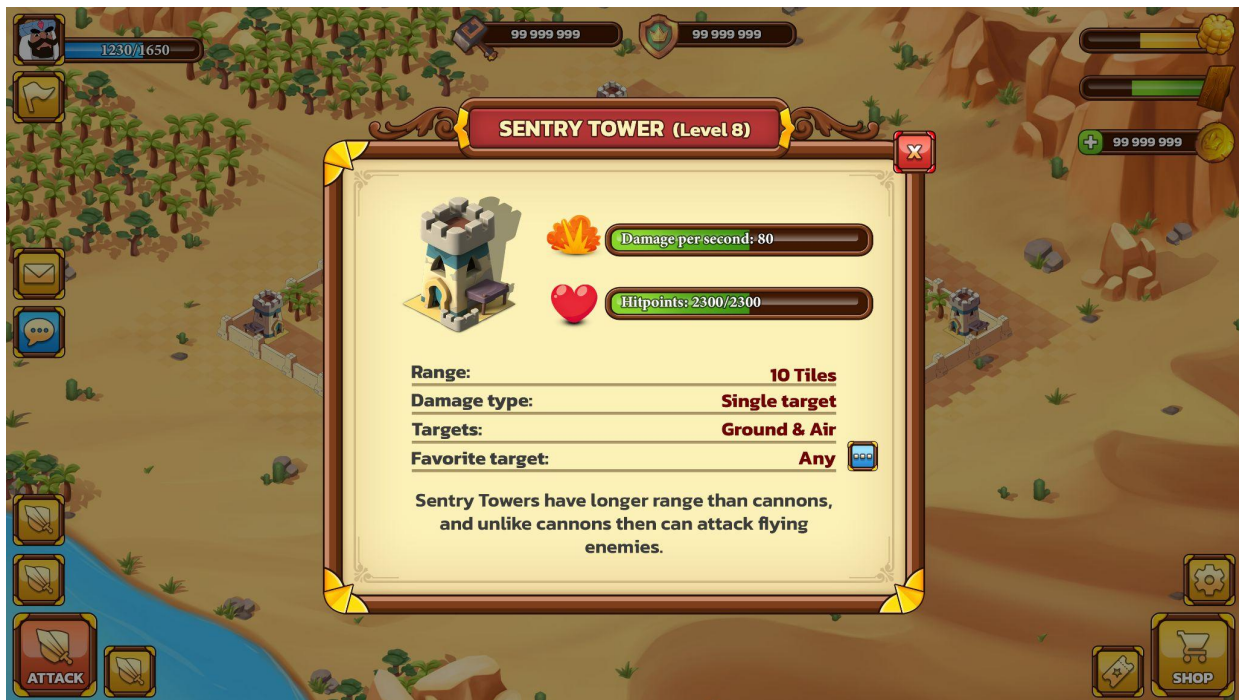 1230/1650
99 999 999
99 999 999
99 999 999
SENTRY TOWER (Level 8)
X
Damage per second: 80
Hitpoints: 2300/2300
Range: 10 Tiles
Damage type: Single target
Targets: Ground & Air
Favorite target: Any
Sentry Towers have longer range than cannons,
and unlike cannons then can attack flying
enemies.
ATTACK
SHOP